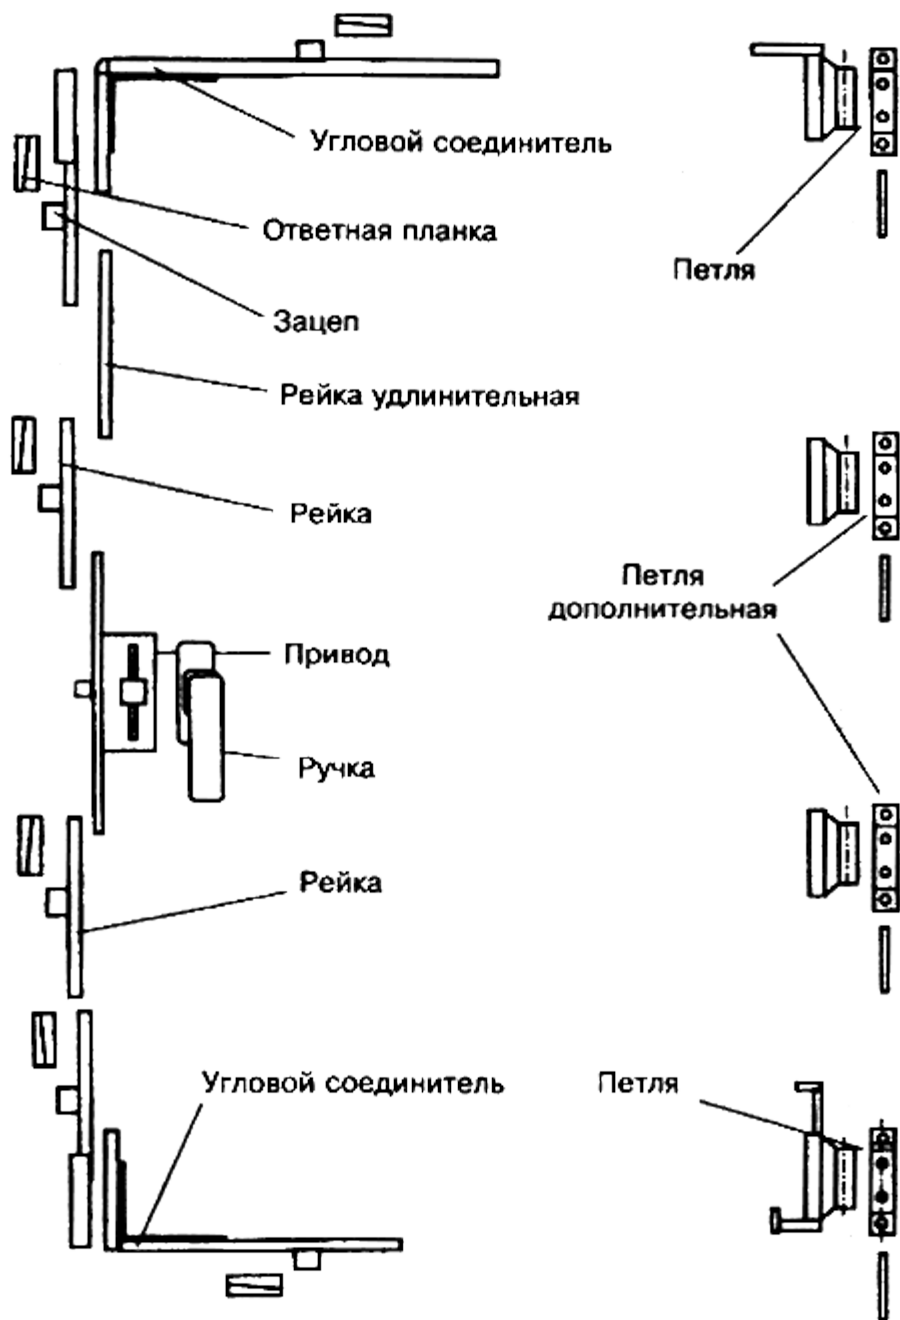 Угловой соединитель
Ответная планка
Петля
Зацеп
Рейка удлинительная
Рейка
Петля
дополнительная
Привод
Ручка
Рейка
Угловой соединитель
Петля